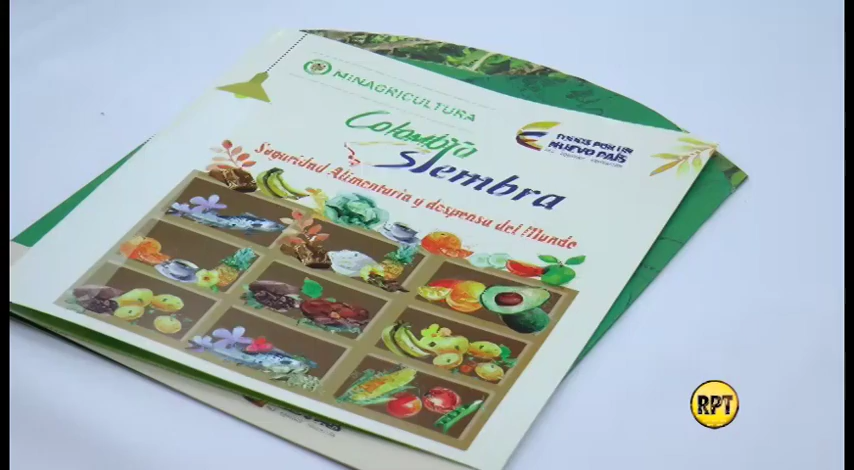 MINAGRICULTURA
Colombia
Siembra
TODOS POR UN
NUEVO PAÍS
Seguridad Alimentaria y despensa del Mundo
RPT